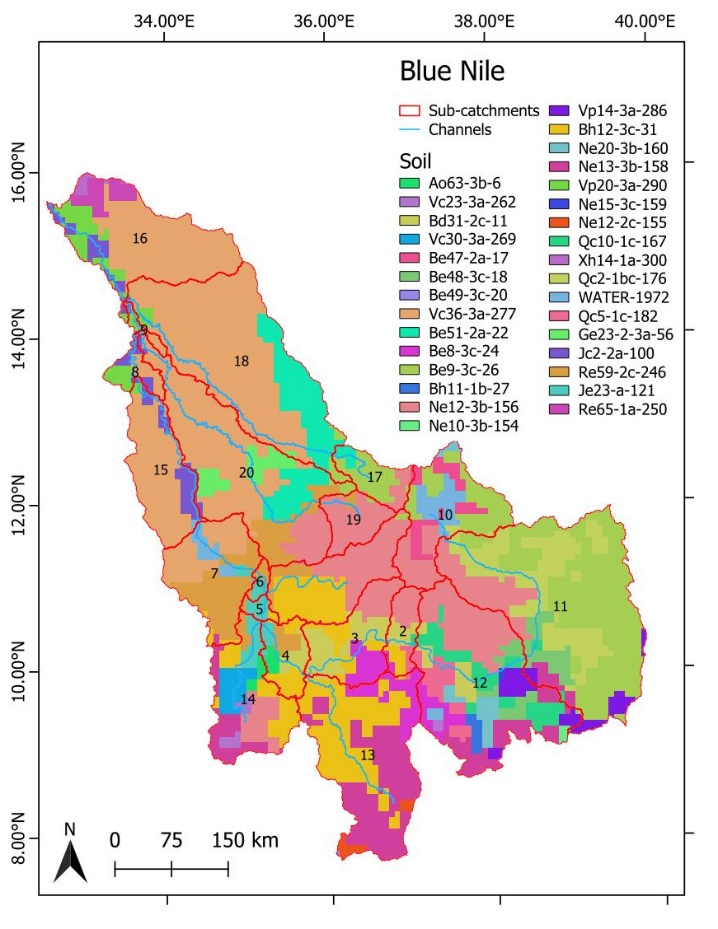 34.00°E 36.00°E 38.00°E 40.00°E
Blue Nile
Sub-catchments
Channels
Soil
Ao63-3b-6
Vc23-3a-262
Bd31-2c-11
Vc30-3a-269
Be47-2a-17
Be48-3c-18
Be49-3c-20
Vc36-3a-277
Be51-2a-22
Be8-3c-24
Be9-3c-26
Bh11-1b-27
Ne12-3b-156
Ne10-3b-154
Vp14-3a-286
Bh12-3c-31
Ne20-3b-160
Ne13-3b-158
Vp20-3a-290
Ne15-3c-159
Ne12-2c-155
Qc10-1c-167
Xh14-1a-300
Qc2-1bc-176
WATER-1972
Qc5-1c-182
Ge23-2-3a-56
Jc2-2a-100
Re59-2c-246
Je23-a-121
Re65-1a-250
16.00°N
14.00°N
12.00°N
10.00°N
8.00°N
16
9
18
8
15
20
17
19
10
7
6
5
11
3
2
4
12
14
13
N
0 75 150 km